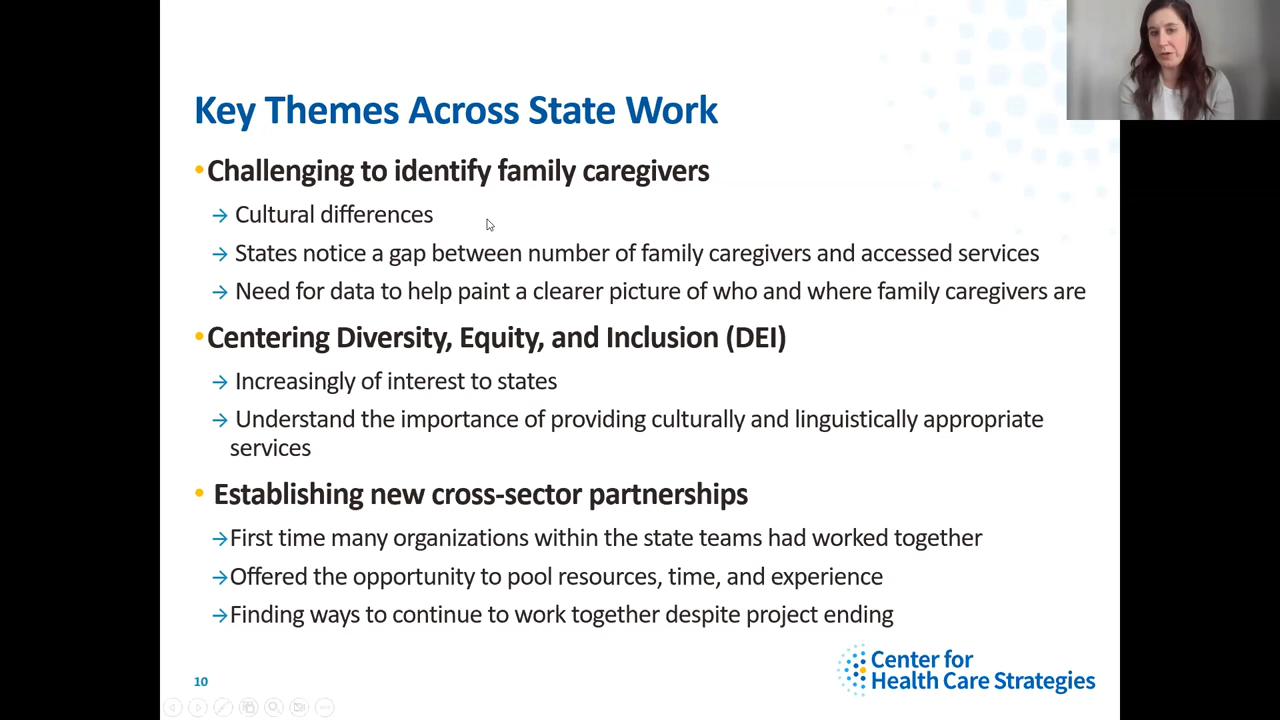 Key Themes Across State Work
•Challenging to identify family caregivers
→ Cultural differences
→ States notice a gap between number of family caregivers and accessed services
→ Need for data to help paint a clearer picture of who and where family caregivers are
•Centering Diversity, Equity, and Inclusion (DEI)
→ Increasingly of interest to states
→ Understand the importance of providing culturally and linguistically appropriate
services
• Establishing new cross-sector partnerships
→First time many organizations within the state teams had worked together
→Offered the opportunity to pool resources, time, and experience
→Finding ways to continue to work together despite project ending
Center for
Health Care Strategies
10